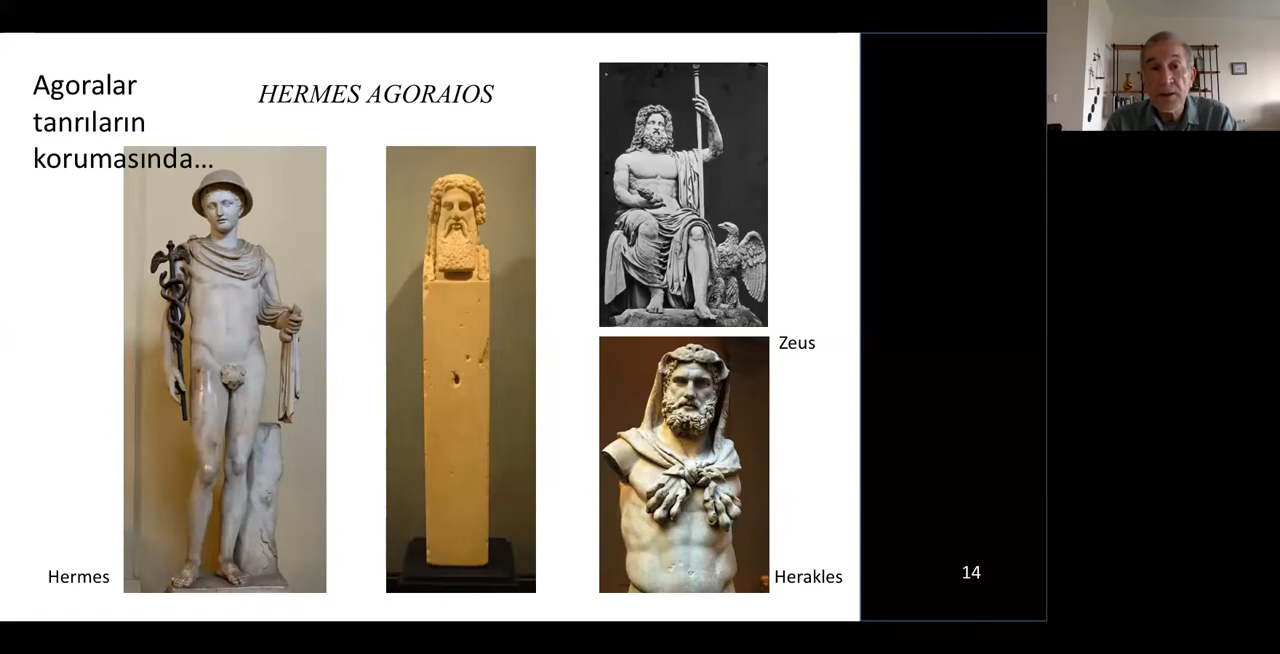 Agoralar
tanrıların
korumasında...
HERMES AGORAIOS
Zeus
Hermes
Herakles
14